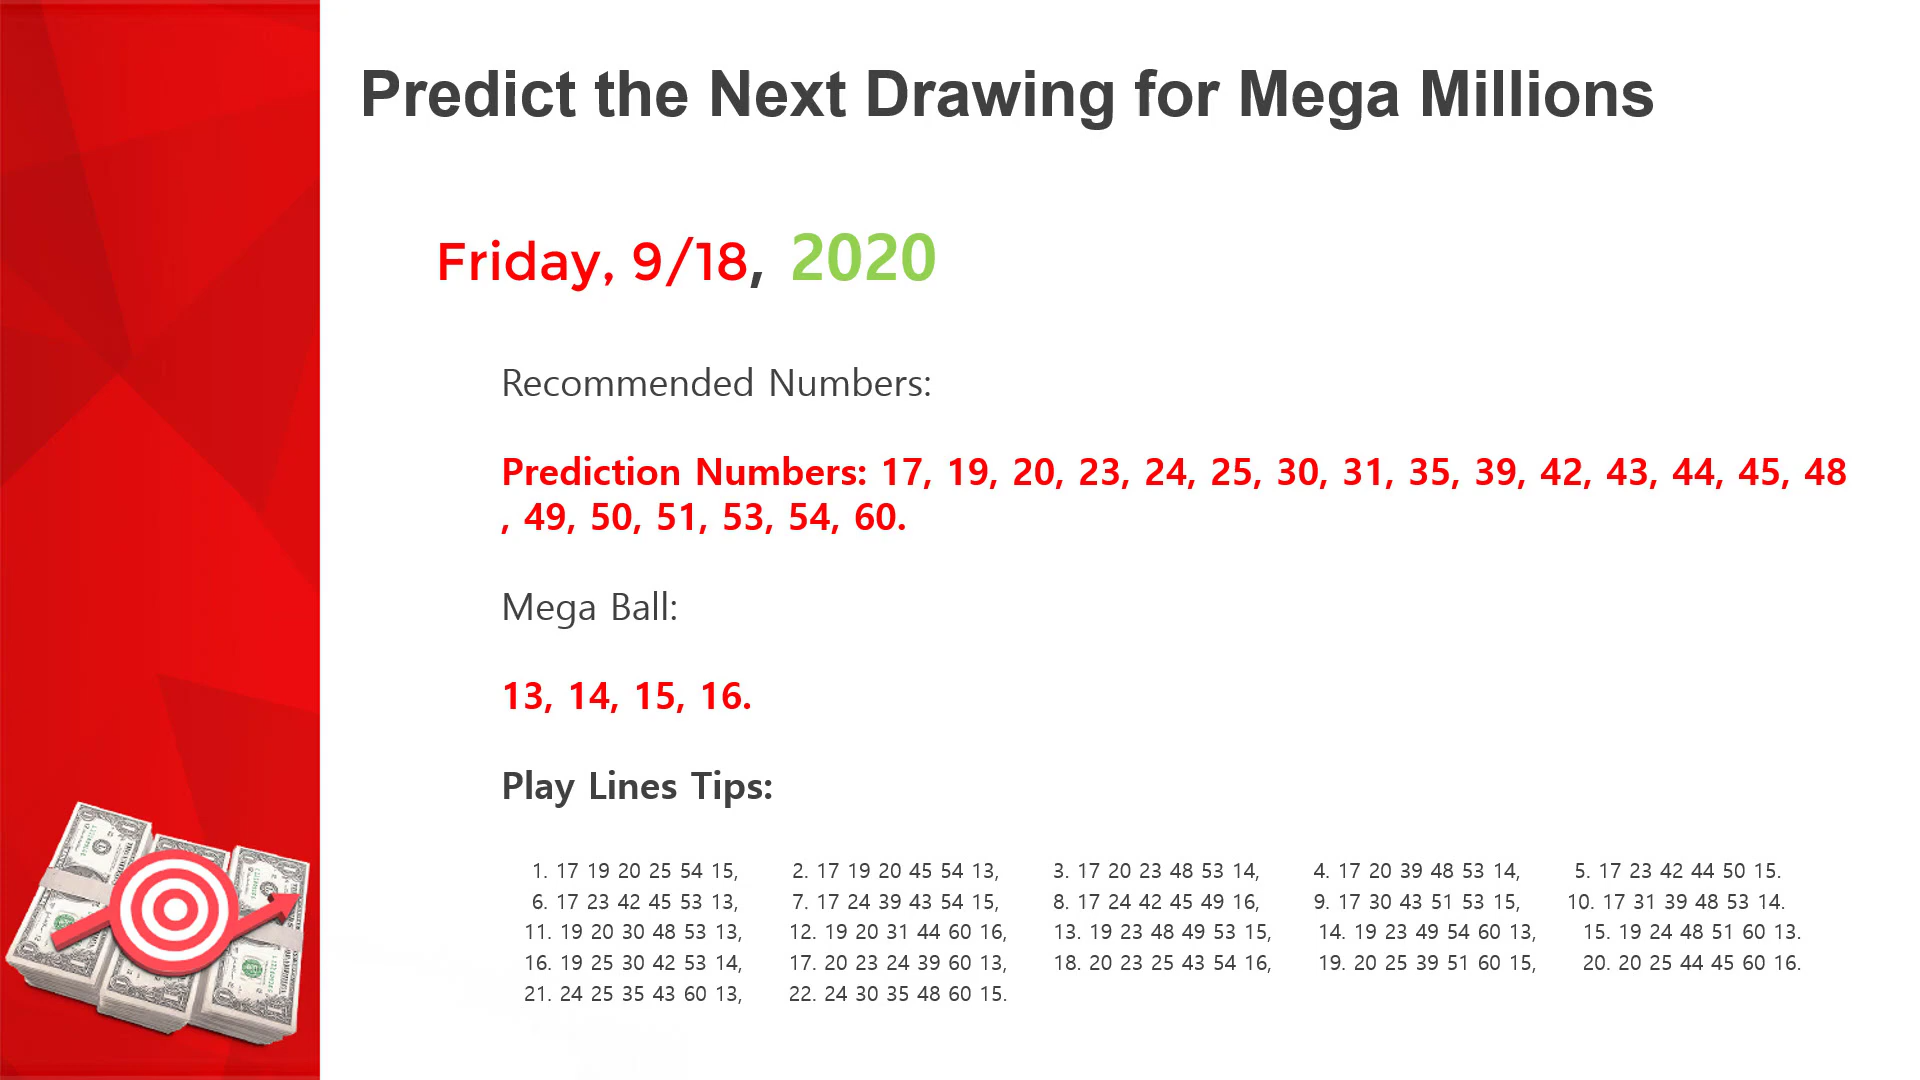 Predict the Next Drawing for Mega Millions
Friday, 9/18, 2020
Recommended Numbers:
Prediction Numbers: 17, 19, 20, 23, 24, 25, 30, 31, 35, 39, 42, 43, 44, 45, 48
, 49, 50, 51, 53, 54, 60.
Mega Ball:
13, 14, 15, 16.
Play Lines Tips:
1. 17 19 20 25 54 15, 2. 17 19 20 45 54 13, 3. 17 20 23 48 53 14, 4. 17 20 39 48 53 14, 5. 17 23 42 44 50 15.
6. 17 23 42 45 53 13, 7. 17 24 39 43 54 15, 8. 17 24 42 45 49 16, 9. 17 30 43 51 53 15, 10. 17 31 39 48 53 14.
11. 19 20 30 48 53 13, 12. 19 20 31 44 60 16, 13. 19 23 48 49 53 15, 14. 19 23 49 54 60 13, 15. 19 24 48 51 60 13.
16. 19 25 30 42 53 14, 17. 20 23 24 39 60 13, 18. 20 23 25 43 54 16, 19. 20 25 39 51 60 15, 20. 20 25 44 45 60 16.
21. 24 25 35 43 60 13, 22. 24 30 35 48 60 15.